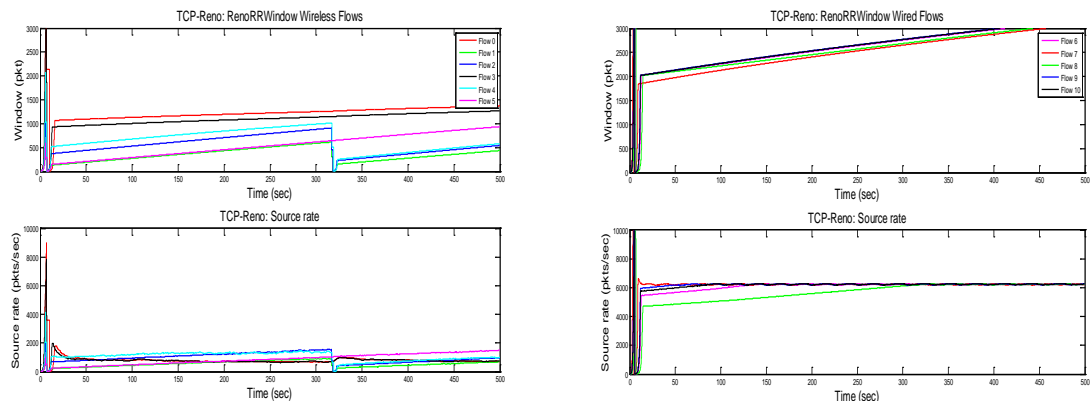 TCP-Reno: RenoRRWindow Wireless Flows
Window (pkt)
3000
2500
2000
1500
1000
500
0
0 50 100 150 200 250 300 350 400 450 500
Time (sec)
Flow 0
Flow 1
Flow 2
Flow 3
Flow 4
Flow 5
TCP-Reno: RenoRRWindow Wired Flows
Window (pkt)
3000
2500
2000
1500
1000
500
0
0 50 100 150 200 250 300 350 400 450 500
Time (sec)
Flow 6
Flow 7
Flow 8
Flow 9
Flow 10
TCP-Reno: Source rate
Source rate (pkts/sec)
10000
8000
6000
4000
2000
0
0 50 100 150 200 250 300 350 400 450 500
Time (sec)
TCP-Reno: Source rate
Source rate (pkts/sec)
10000
8000
6000
4000
2000
0
0 50 100 150 200 250 300 350 400 450 500
Time (sec)